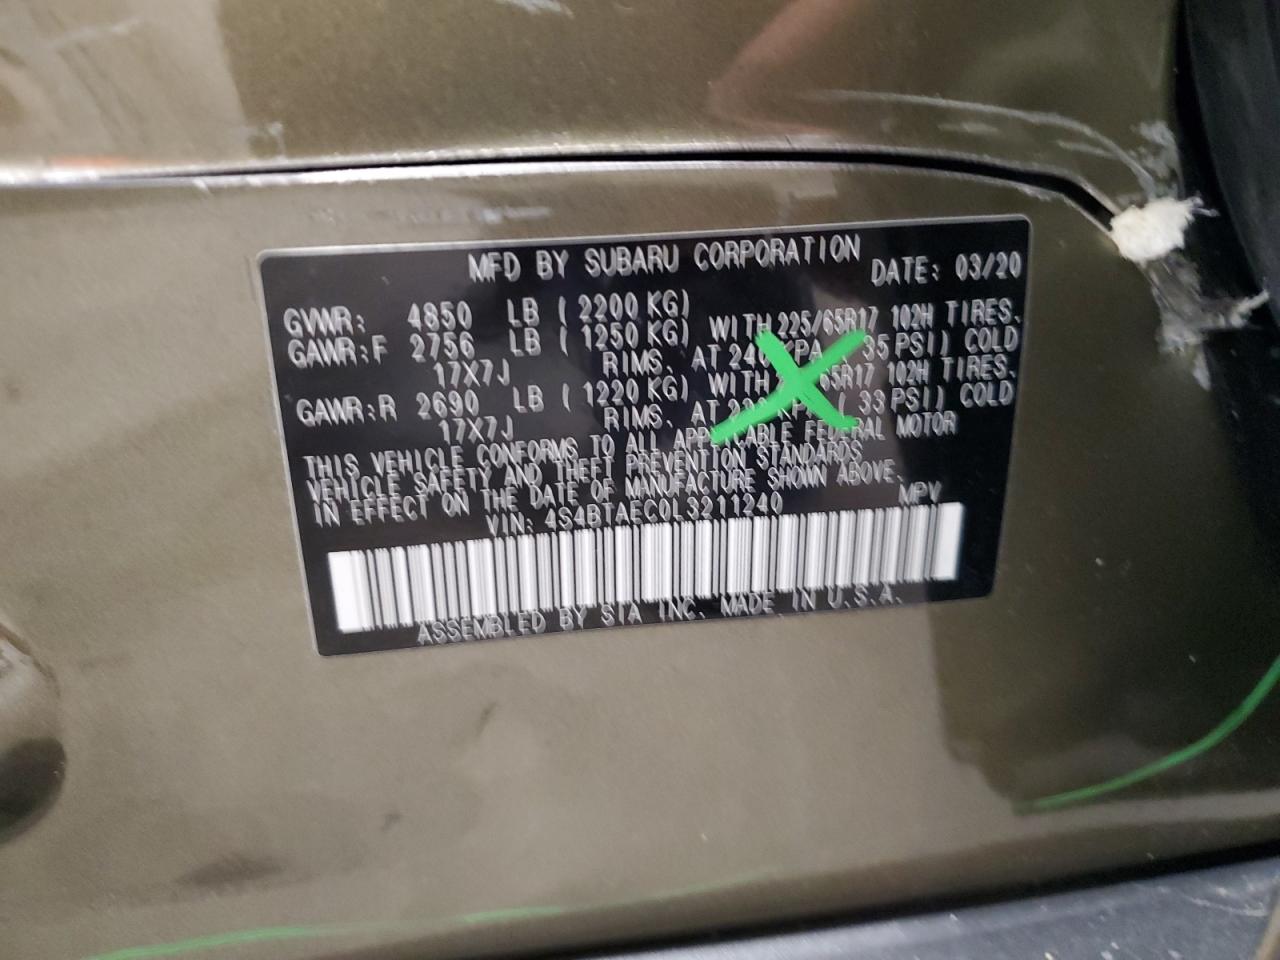 MFD BY SUBARU CORPORATION DATE: 03/20
GVWR: 4850 LB ( 2200 KG)
GAWR:F 2756 LB ( 1250 KG) WITH 225/65R17 102H TIRES.
17X7J RIMS. AT KPA 35 PSI) COLD
GAWR:R 2690 LB ( 1220 KG) WITH 102H TIRES.
17X7J RIMS. AT KPA ( 33 PSI) COLD
THIS VEHICLE CONFORMS TO ALL APPLICABLE FEDERAL MOTOR
VEHICLE SAFETY AND THEFT PREVENTION STANDARDS
IN EFFECT ON THE DATE OF MANUFACTURE SHOWN ABOVE.
VIN: 4S4BTAEC0L3211240 MPV
ASSEMBLED BY SIA INC. MADE IN U.S.A.